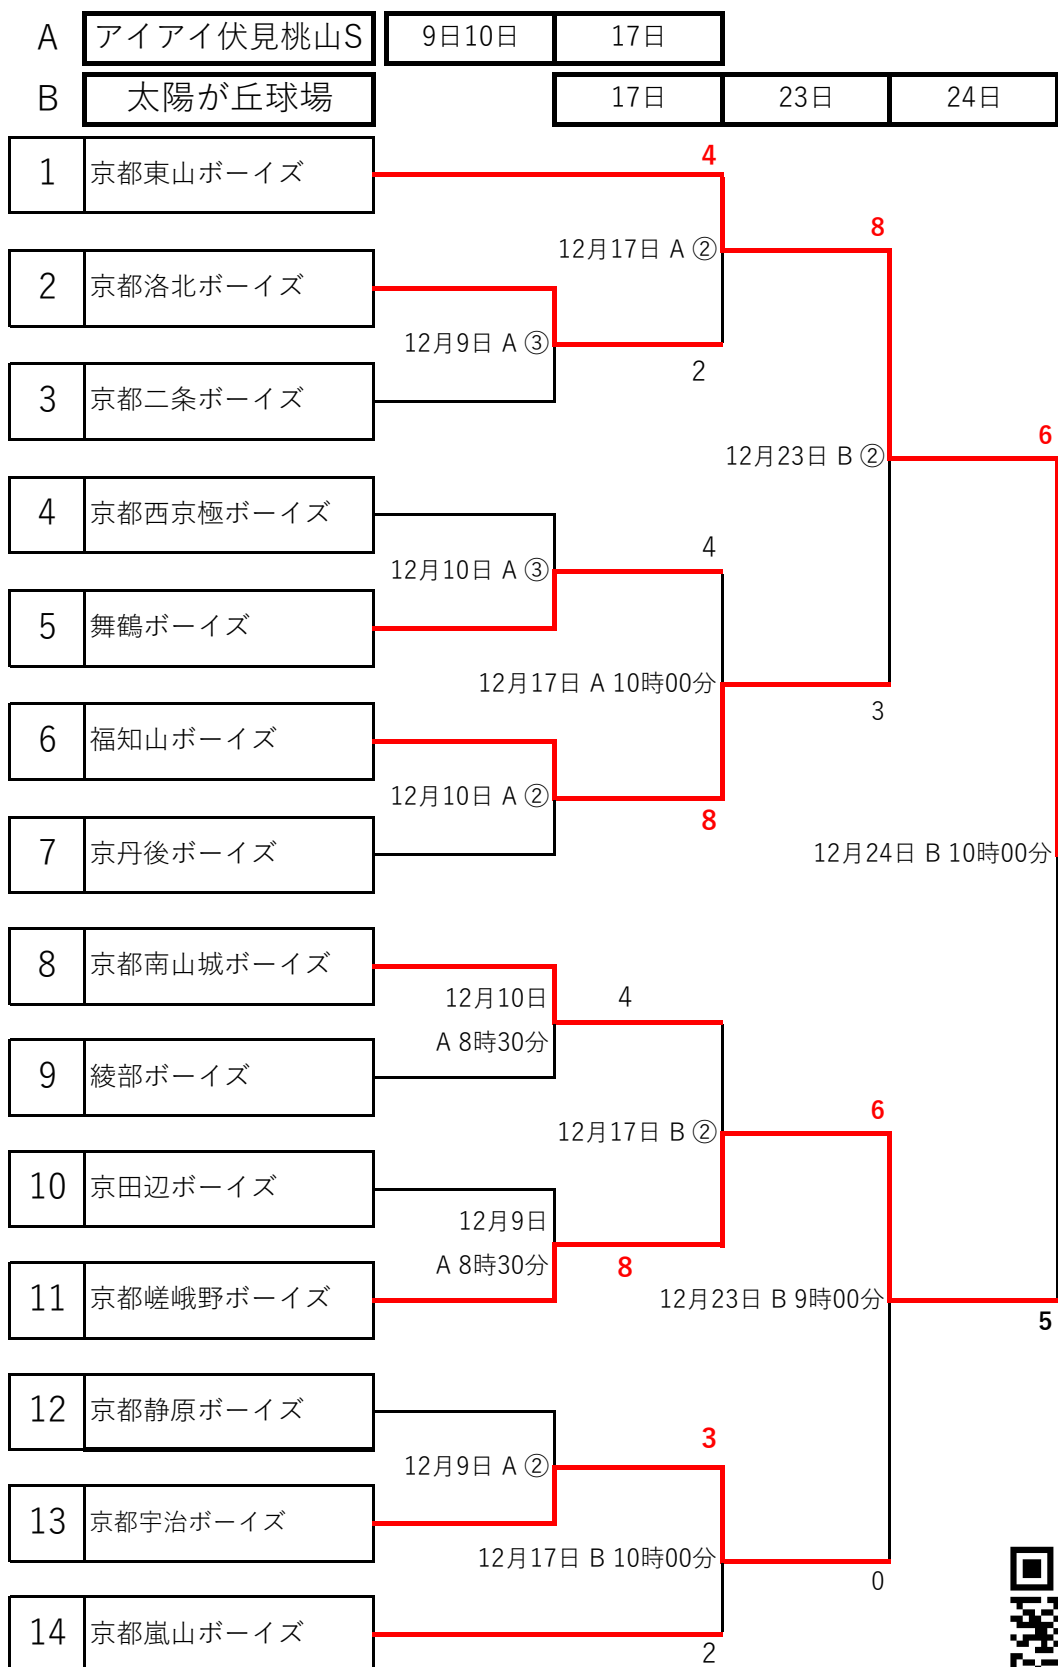 A アイアイ伏見桃山S 9日10日 17日
B 太陽が丘球場 17日 23日 24日
4
1 京都東山ボーイズ
8
12月17日 A ②
2 京都洛北ボーイズ
12月9日 A ③
2
3 京都二条ボーイズ
6
12月23日 B ②
4 京都西京極ボーイズ
4
12月10日 A ③
5 舞鶴ボーイズ
12月17日 A 10時00分
3
6 福知山ボーイズ
12月10日 A ②
8
7 京丹後ボーイズ
12月24日 B 10時00分
8 京都南山城ボーイズ
12月10日
4
A 8時30分
9 綾部ボーイズ
6
12月17日 B ②
10 京田辺ボーイズ
12月9日
A 8時30分
8
11 京都嵯峨野ボーイズ
12月23日 B 9時00分
5
12 京都静原ボーイズ
3
12月9日 A ②
13 京都宇治ボーイズ
12月17日 B 10時00分
0
14 京都嵐山ボーイズ
2